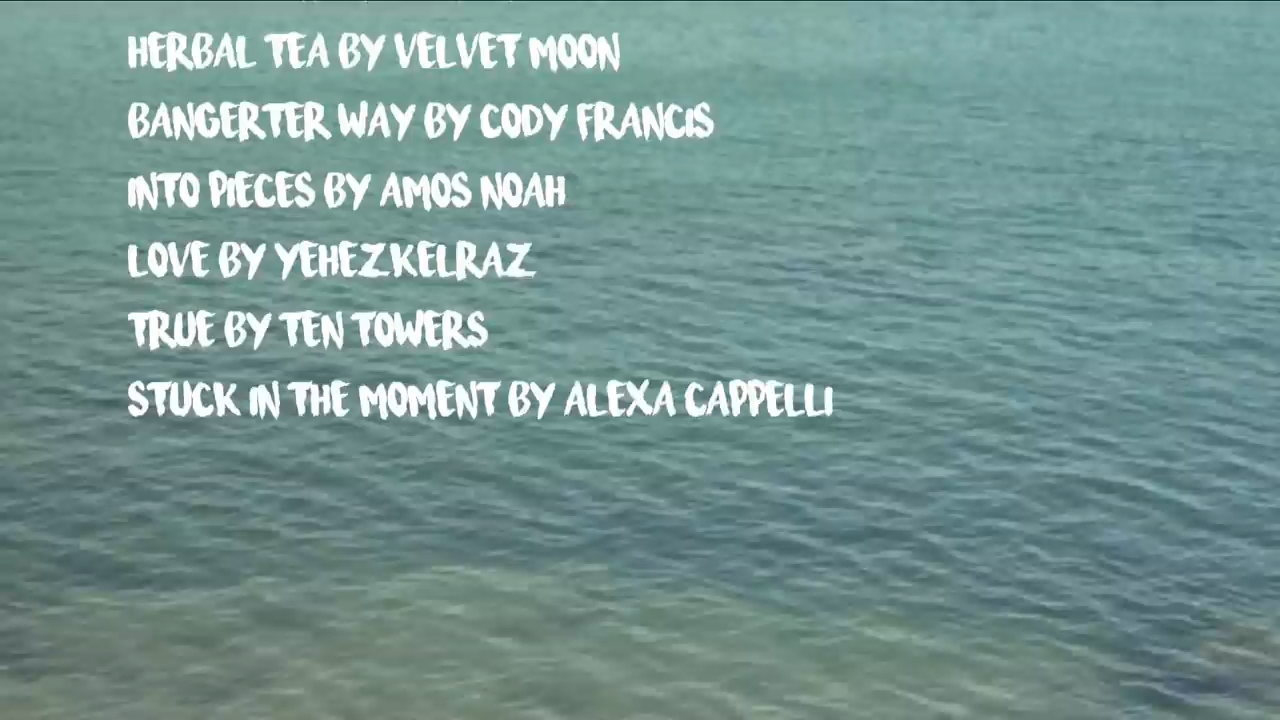 HERBAL TEA BY VELVET MOON
BANGERTER WAY BY CODY FRANCIS
INTO PIECES BY AMOS NOAH
LOVE BY YEHEZKELRAZ
TRUE BY TEN TOWERS
STUCK IN THE MOMENT BY ALEXA CAPPELLI